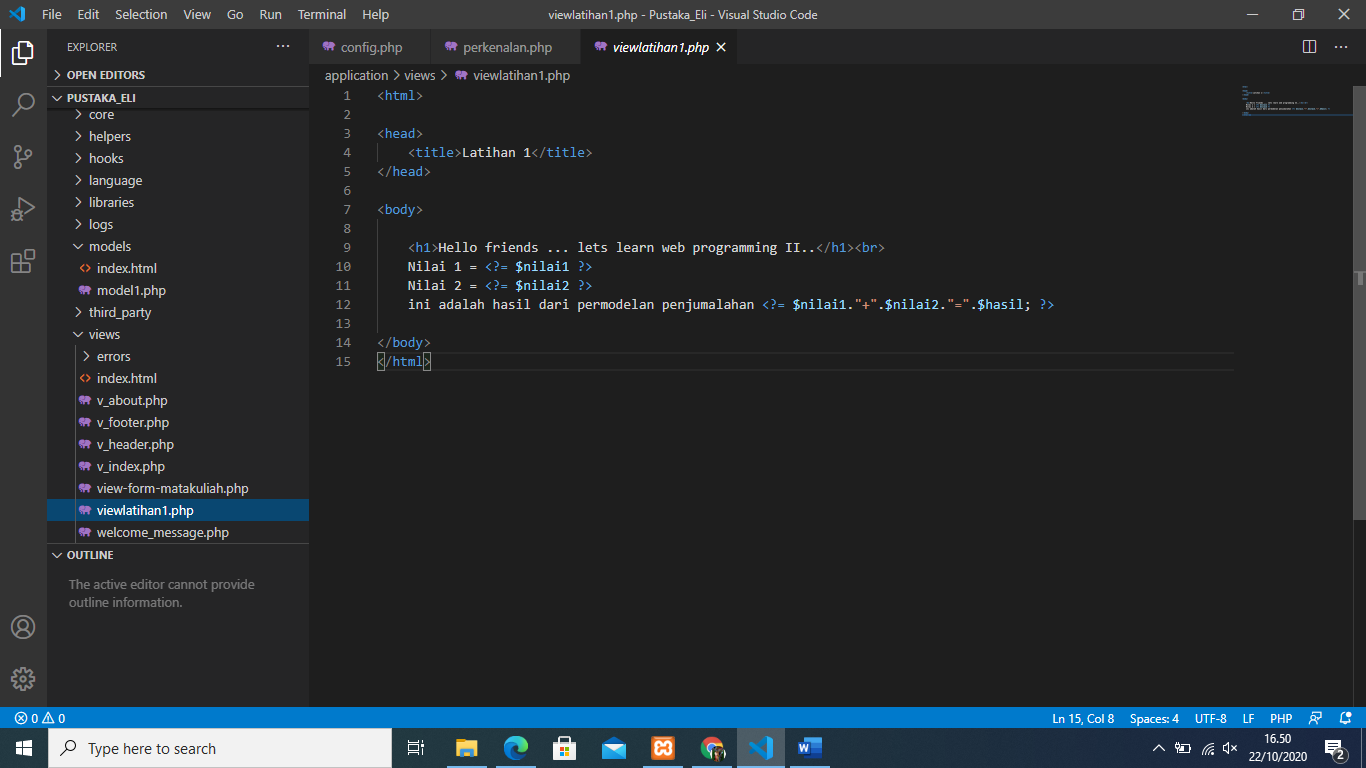 File Edit Selection View Go Run Terminal Help viewlatihan1.php - Pustaka_Eli - Visual Studio Code
EXPLORER ···
config.php perkenalan.php viewlatihan1.php
OPEN EDITORS
application > views > viewlatihan1.php
PUSTAKA_ELI
core
helpers
hooks
language
libraries
logs
models
index.html
model1.php
third_party
views
errors
index.html
v_about.php
v_footer.php
v_header.php
v_index.php
view-form-matakuliah.php
viewlatihan1.php
welcome_message.php
OUTLINE
The active editor cannot provide
outline information.
1 <html>
2
3 <head>
4 <title>Latihan 1</title>
5 </head>
6
7 <body>
8
9 <h1>Hello friends ... lets learn web programming II..</h1><br>
10 Nilai 1 = <?= $nilai1 ?>
11 Nilai 2 = <?= $nilai2 ?>
12 ini adalah hasil dari permodelan penjumalahan <?= $nilai1."+".$nilai2."=".$hasil; ?>
13
14 </body>
15 </html>
0 0 Ln 15, Col 8 Spaces: 4 UTF-8 LF PHP
Type here to search
16.50
22/10/2020
2